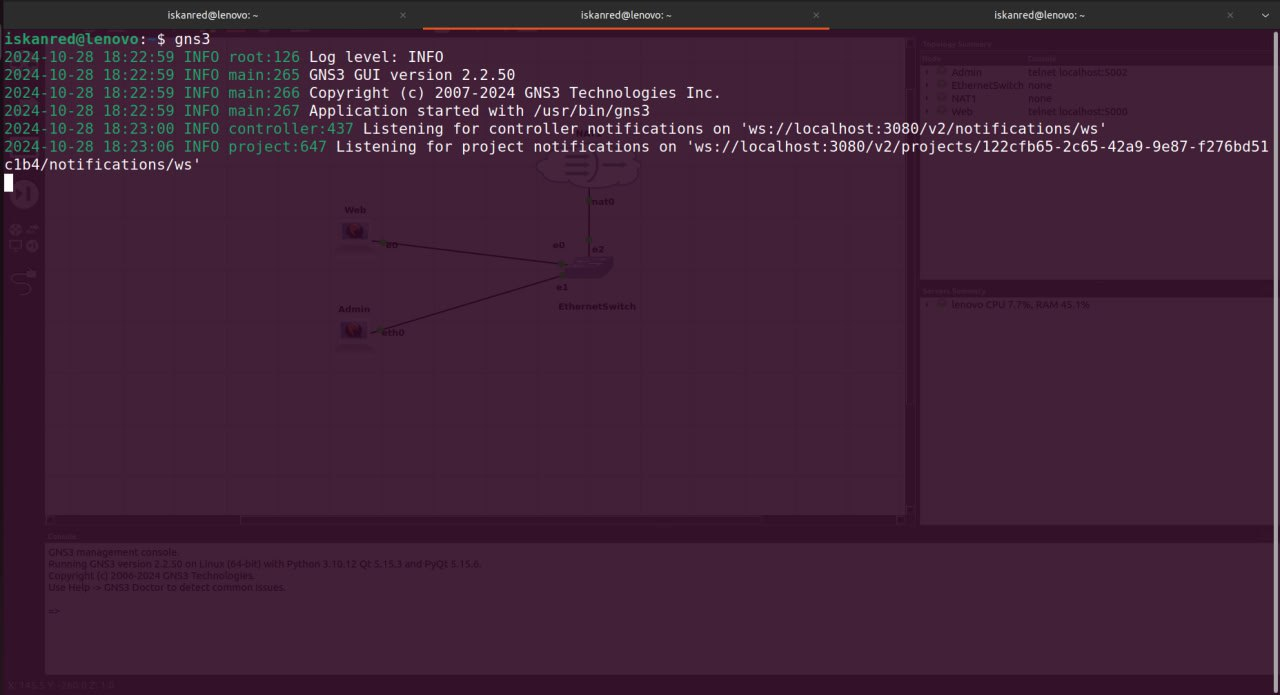 iskanred@lenovo: ~
iskanred@lenovo: ~
iskanred@lenovo: ~
iskanred@lenovo:~$ gns3
2024-10-28 18:22:59 INFO root:126 Log level: INFO
2024-10-28 18:22:59 INFO main:265 GNS3 GUI version 2.2.50
2024-10-28 18:22:59 INFO main:266 Copyright (c) 2007-2024 GNS3 Technologies Inc.
2024-10-28 18:22:59 INFO main:267 Application started with /usr/bin/gns3
2024-10-28 18:23:00 INFO controller:437 Listening for controller notifications on 'ws://localhost:3080/v2/notifications/ws'
2024-10-28 18:23:06 INFO project:647 Listening for project notifications on 'ws://localhost:3080/v2/projects/122cfb65-2c65-42a9-9e87-f276bd51
c1b4/notifications/ws'
Topology Summary
Node Console
Admin telnet localhost:5002
EthernetSwitch none
NAT1 none
Web telnet localhost:5000
nat0
Web
e0
e0
e2
e1
EthernetSwitch
Admin
eth0
Servers Summary
lenovo CPU 7.7%, RAM 45.1%
Console
GNS3 management console.
Running GNS3 version 2.2.50 on Linux (64-bit) with Python 3.10.12 Qt 5.15.3 and PyQt 5.15.6.
Copyright (c) 2006-2024 GNS3 Technologies.
Use Help -> GNS3 Doctor to detect common issues.
=>